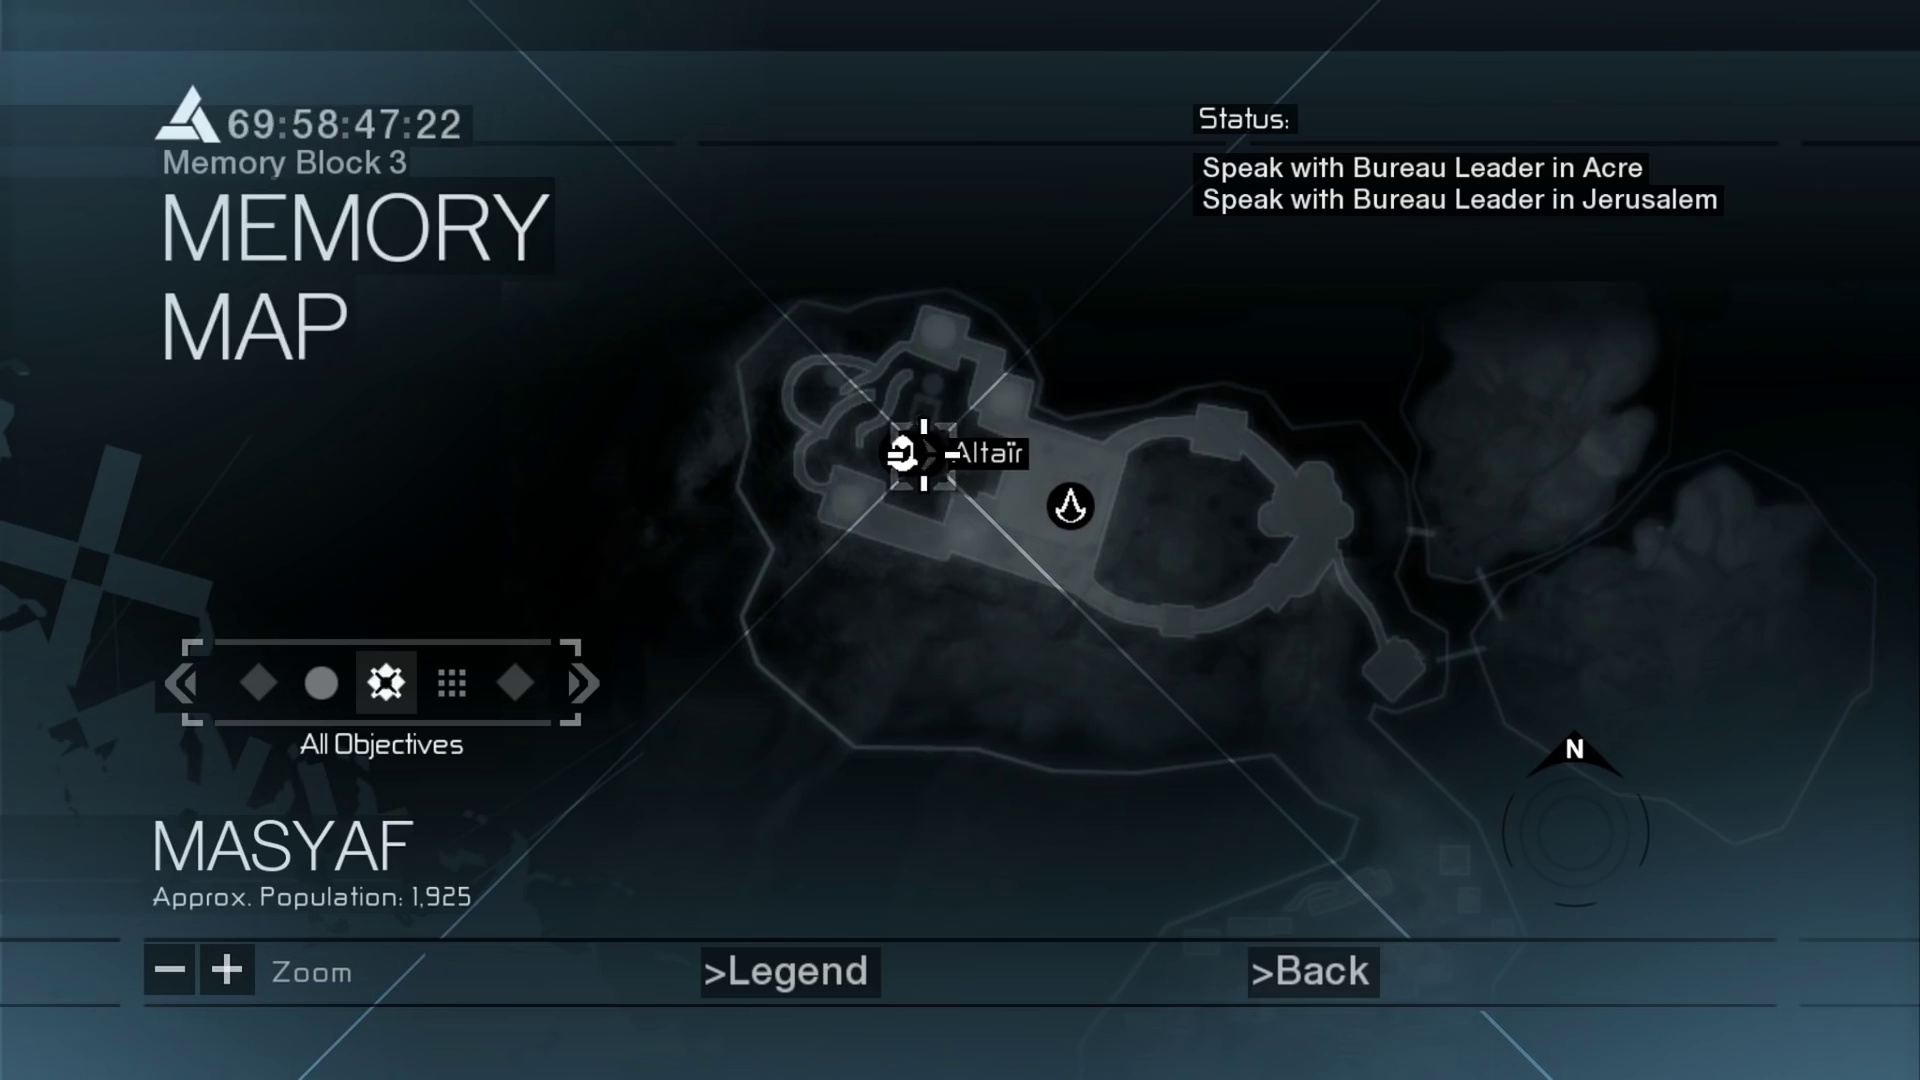 69:58:47:22
Memory Block 3
MEMORY
MAP
Status:
Speak with Bureau Leader in Acre
Speak with Bureau Leader in Jerusalem
Altaïr
All Objectives
MASYAF
Approx. Population: 1,925
N
Zoom
>Legend
>Back